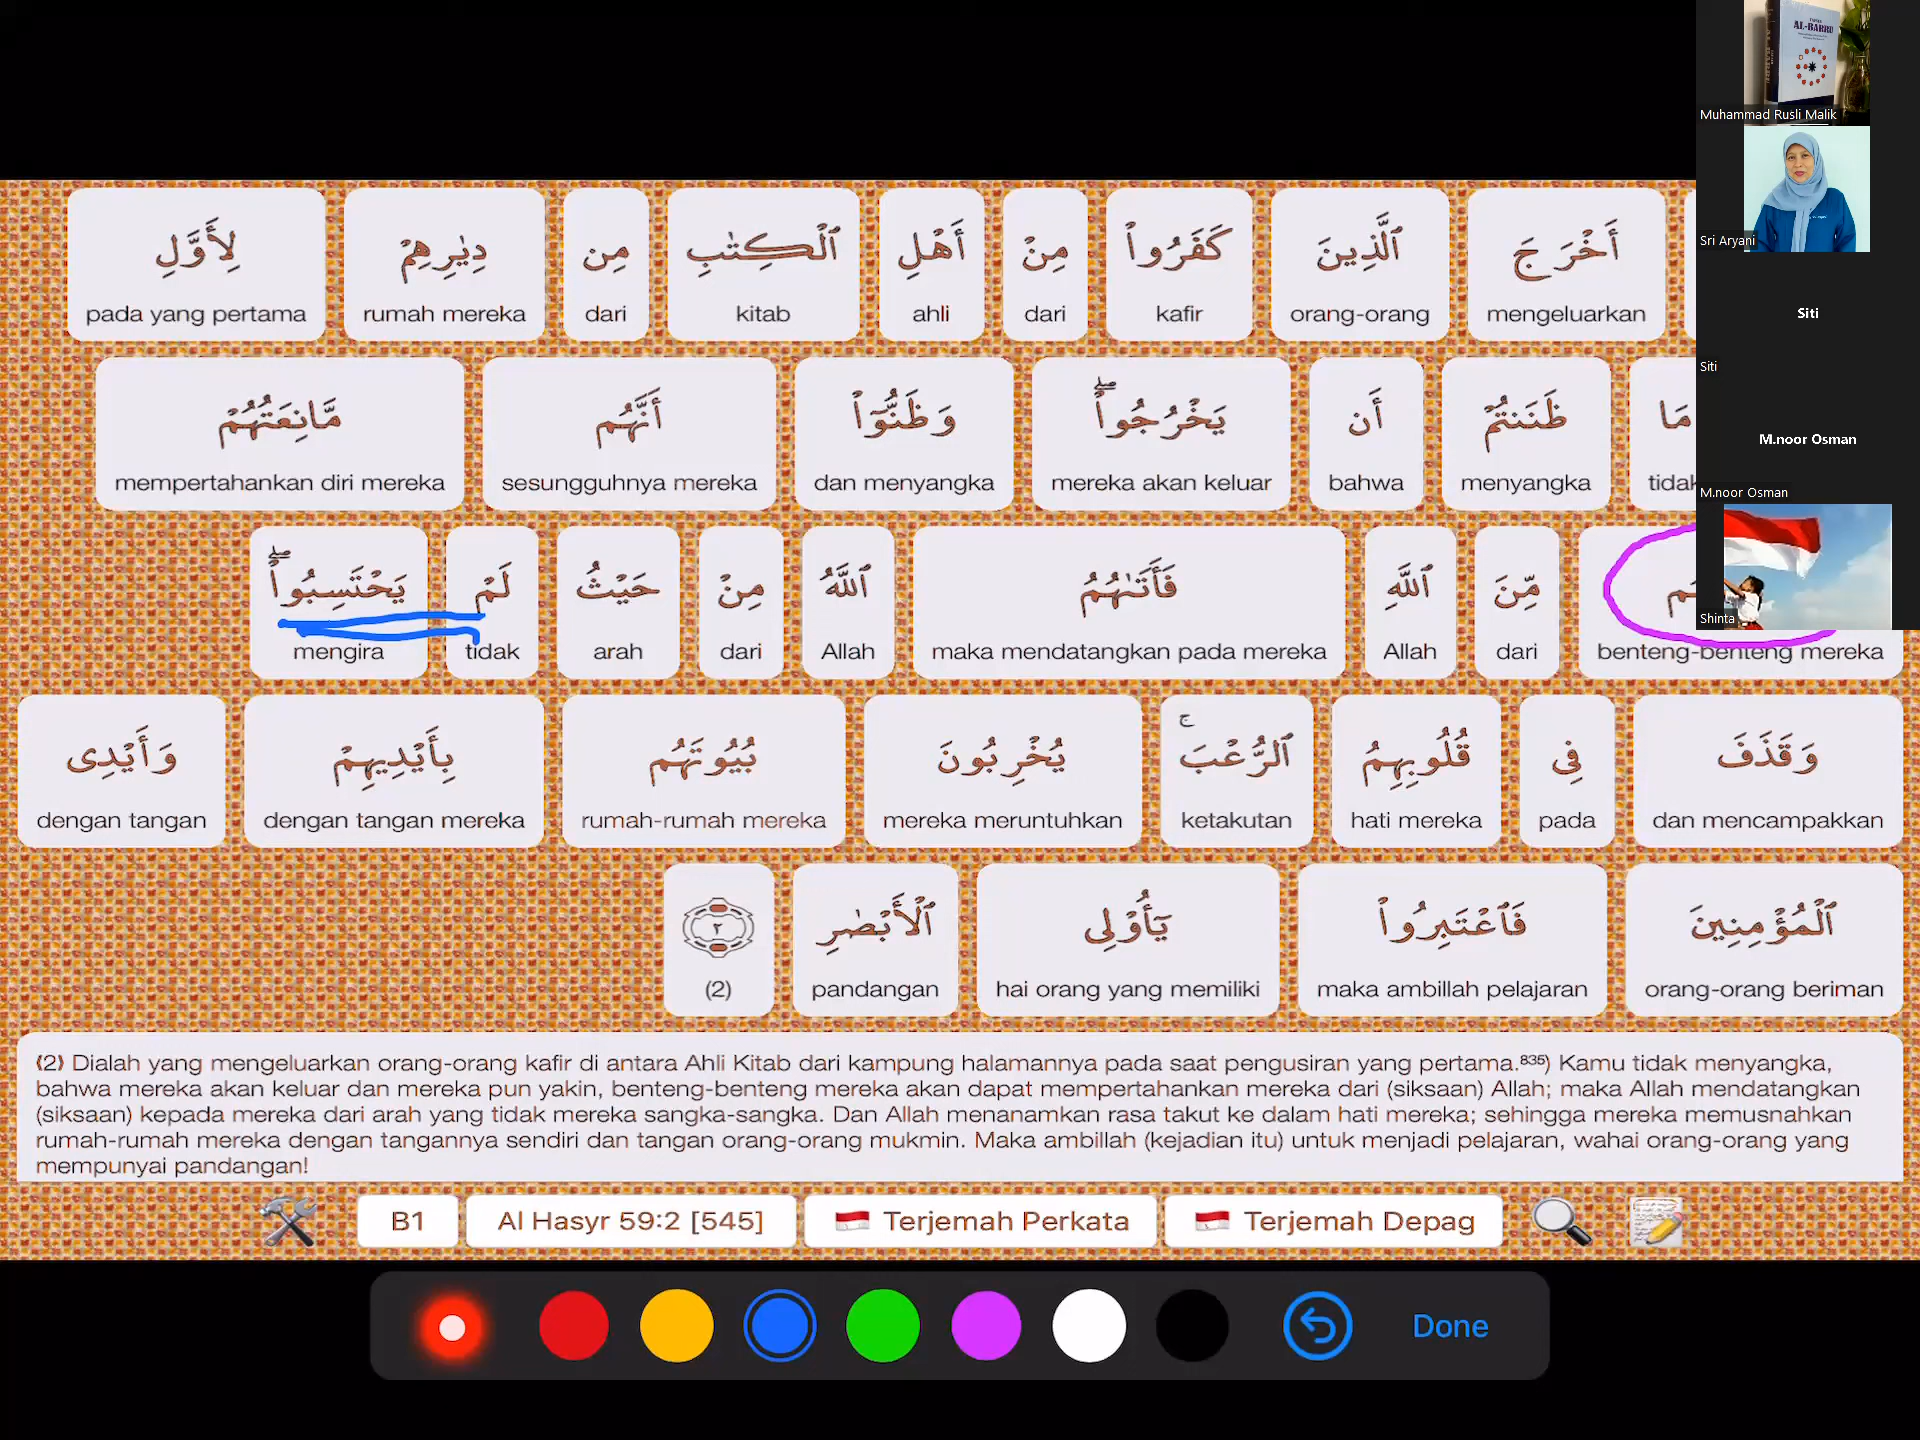 أَخْرَجَ ٱلَّذِينَ كَفَرُوا۟ مِنْ أَهْلِ ٱلْكِتَٰبِ مِن دِيَٰرِهِمْ لِأَوَّلِ
mengeluarkan orang-orang kafir dari ahli kitab dari rumah mereka pada yang pertama
مَا ظَنَنتُمْ أَن يَخْرُجُوا۟ ۖ وَظَنُّوٓا۟ أَنَّهُم مَّانِعَتُهُمْ
tidak menyangka bahwa mereka akan keluar dan menyangka sesungguhnya mereka mempertahankan diri mereka
مِّنَ ٱللَّهِ فَأَتَىٰهُمُ ٱللَّهُ مِنْ حَيْثُ لَمْ يَحْتَسِبُوا۟ ۖ
benteng-benteng mereka dari Allah maka mendatangkan pada mereka Allah dari arah tidak mengira
وَقَذَفَ فِى قُلُوبِهِمُ ٱلرُّعْبَ ۚ يُخْرِبُونَ بُيُوتَهُم بِأَيْدِيهِمْ وَأَيْدِى
dan mencampakkan pada hati mereka ketakutan mereka meruntuhkan rumah-rumah mereka dengan tangan mereka dengan tangan
ٱلْمُؤْمِنِينَ فَٱعْتَبِرُوا۟ يَٰٓأُو۟لِى ٱلْأَبْصَٰرِ ٢
orang-orang beriman maka ambillah pelajaran hai orang yang memiliki pandangan (2)
(2) Dialah yang mengeluarkan orang-orang kafir di antara Ahli Kitab dari kampung halamannya pada saat pengusiran yang pertama.⁸³⁵) Kamu tidak menyangka,
bahwa mereka akan keluar dan mereka pun yakin, benteng-benteng mereka akan dapat mempertahankan mereka dari (siksaan) Allah; maka Allah mendatangkan
(siksaan) kepada mereka dari arah yang tidak mereka sangka-sangka. Dan Allah menanamkan rasa takut ke dalam hati mereka; sehingga mereka memusnahkan
rumah-rumah mereka dengan tangannya sendiri dan tangan orang-orang mukmin. Maka ambillah (kejadian itu) untuk menjadi pelajaran, wahai orang-orang yang
mempunyai pandangan!
B1 Al Hasyr 59:2 [545] Terjemah Perkata Terjemah Depag
Done
AL-BARRU
Muhammad Rusli Malik
Sri Aryani
Siti
Siti
M.noor Osman
M.noor Osman
Shinta